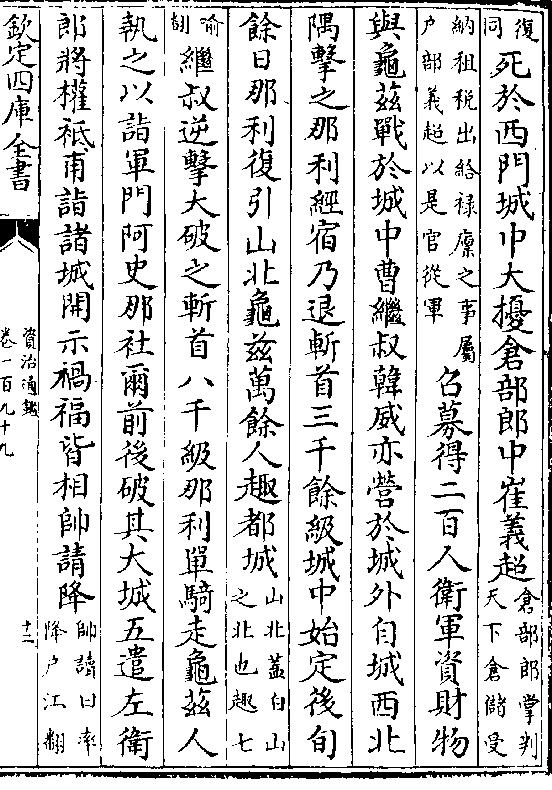 復
同
死於西門城中大擾倉部郎中崔義超
倉部郎掌判
天下倉儲受
納租税出給禄廩之事屬
户部義超以是官從軍
召募得二百人衛軍資財物
與龜茲戰於城中曹繼叔韓威亦營於城外自城西北
隅擊之那利經宿乃退斬首三千餘級城中始定後旬
餘日那利復引山北龜茲萬餘人趣都城
山北蓋白山
之北也趣七
喻
翻
繼叔逆擊大破之斬首八千級那利單騎走龜茲人
執之以詣軍門阿史那社爾前後破其大城五遣左衛
郎將權祗甫詣諸城開示禍福皆相帥請降
帥讀曰率
降户江翻
欽定四庫全書
資治通鑑
卷一百九十九
十二